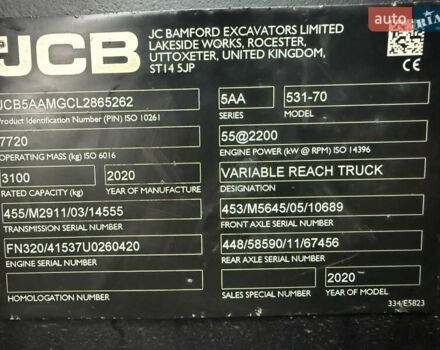 JCB
JC BAMFORD EXCAVATORS LIMITED
LAKESIDE WORKS, ROCESTER,
UTTOXETER, UNITED KINGDOM,
ST14 5JP
CE
JCB5AAMGCL2865262
Product Identification Number (PIN) ISO 10261
5AA
SERIES
531-70
MODEL
7720
OPERATING MASS (kg) ISO 6016
55@2200
ENGINE POWER (kW @ RPM) ISO 14396
3100
RATED CAPACITY (kg)
2020
YEAR OF MANUFACTURE
VARIABLE REACH TRUCK
DESIGNATION
455/M2911/03/14555
TRANSMISSION SERIAL NUMBER
453/M5645/05/10689
FRONT AXLE SERIAL NUMBER
FN320/41537U0260420
ENGINE SERIAL NUMBER
448/58590/11/67456
REAR AXLE SERIAL NUMBER
HOMOLOGATION NUMBER
SALES SPECIAL NUMBER
2020
YEAR OF MODEL
334/E5823